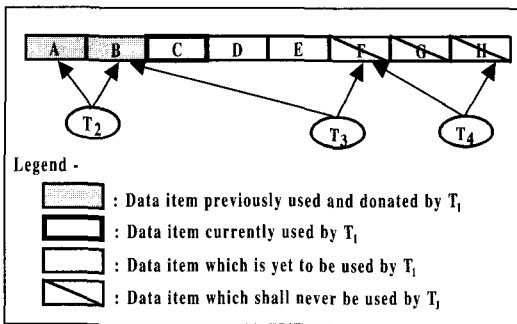 A B C D E F G H
T2 T3 T4
Legend -
: Data item previously used and donated by T1
: Data item currently used by T1
: Data item which is yet to be used by T1
: Data item which shall never be used by T1